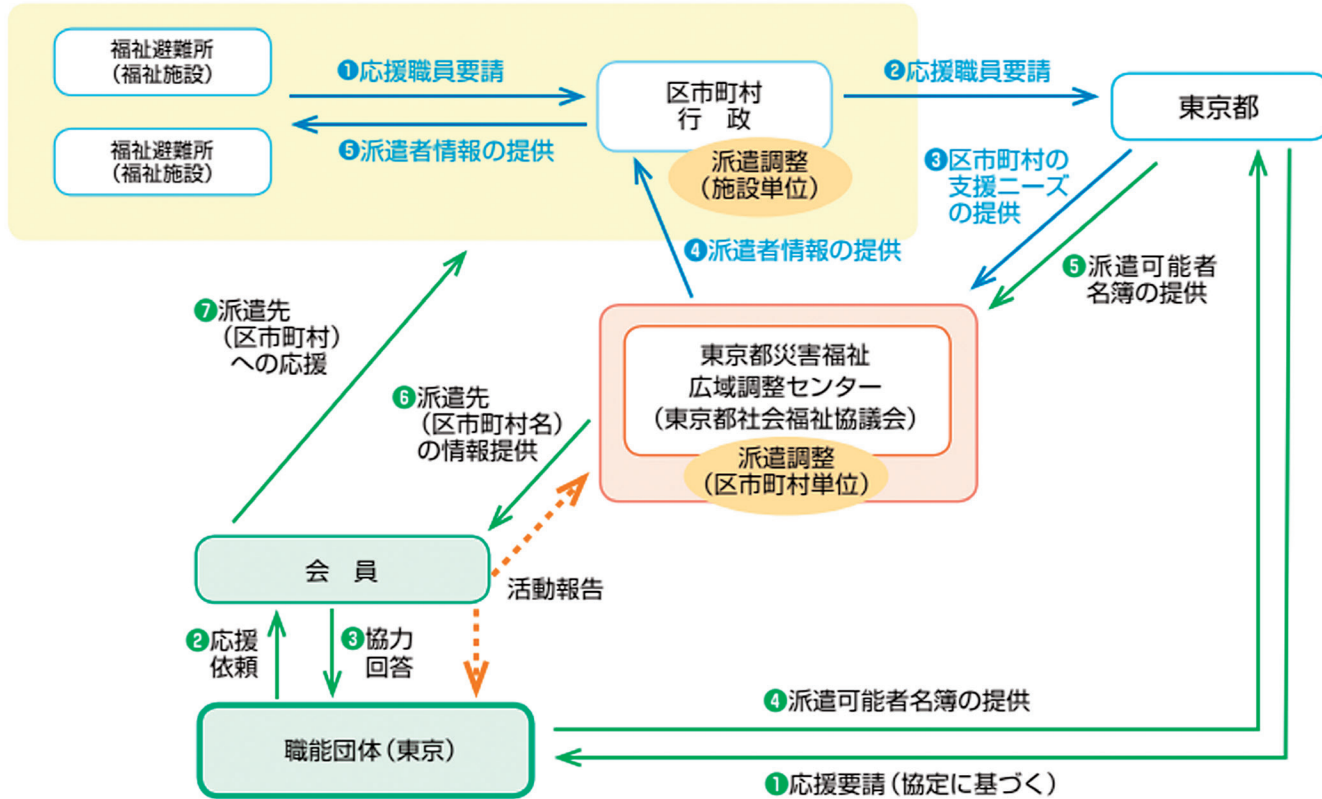 福祉避難所
（福祉施設）
❶応援職員要請
区市町村
行　政
❷応援職員要請
東京都
福祉避難所
（福祉施設）
❺派遣者情報の提供
派遣調整
（施設単位）
❸区市町村の
支援ニーズ
の提供
❹派遣者情報の提供
❺派遣可能者
名簿の提供
❼派遣先
（区市町村）
への応援
東京都災害福祉
広域調整センター
（東京都社会福祉協議会）
派遣調整
（区市町村単位）
❻派遣先
（区市町村名）
の情報提供
会　員
活動報告
❷応援
依頼
❸協力
回答
職能団体（東京）
❹派遣可能者名簿の提供
❶応援要請（協定に基づく）